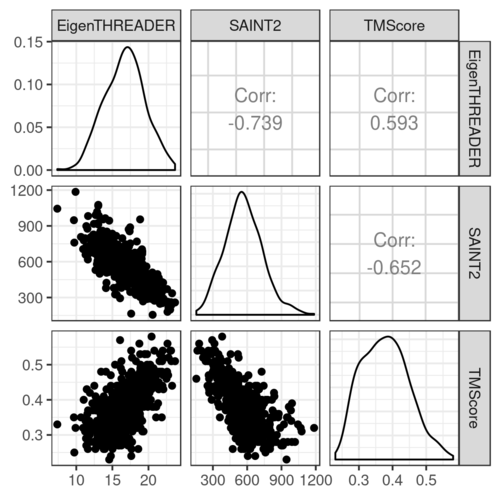 EigenTHREADER SAINT2 TMScore
0.15
0.10
0.05
0.00
Corr:
-0.739
Corr:
0.593
EigenTHREADER
1200
900
600
300
Corr:
-0.652
SAINT2
0.5
0.4
0.3
TMScore
10 15 20 300 600 900 1200 0.3 0.4 0.5